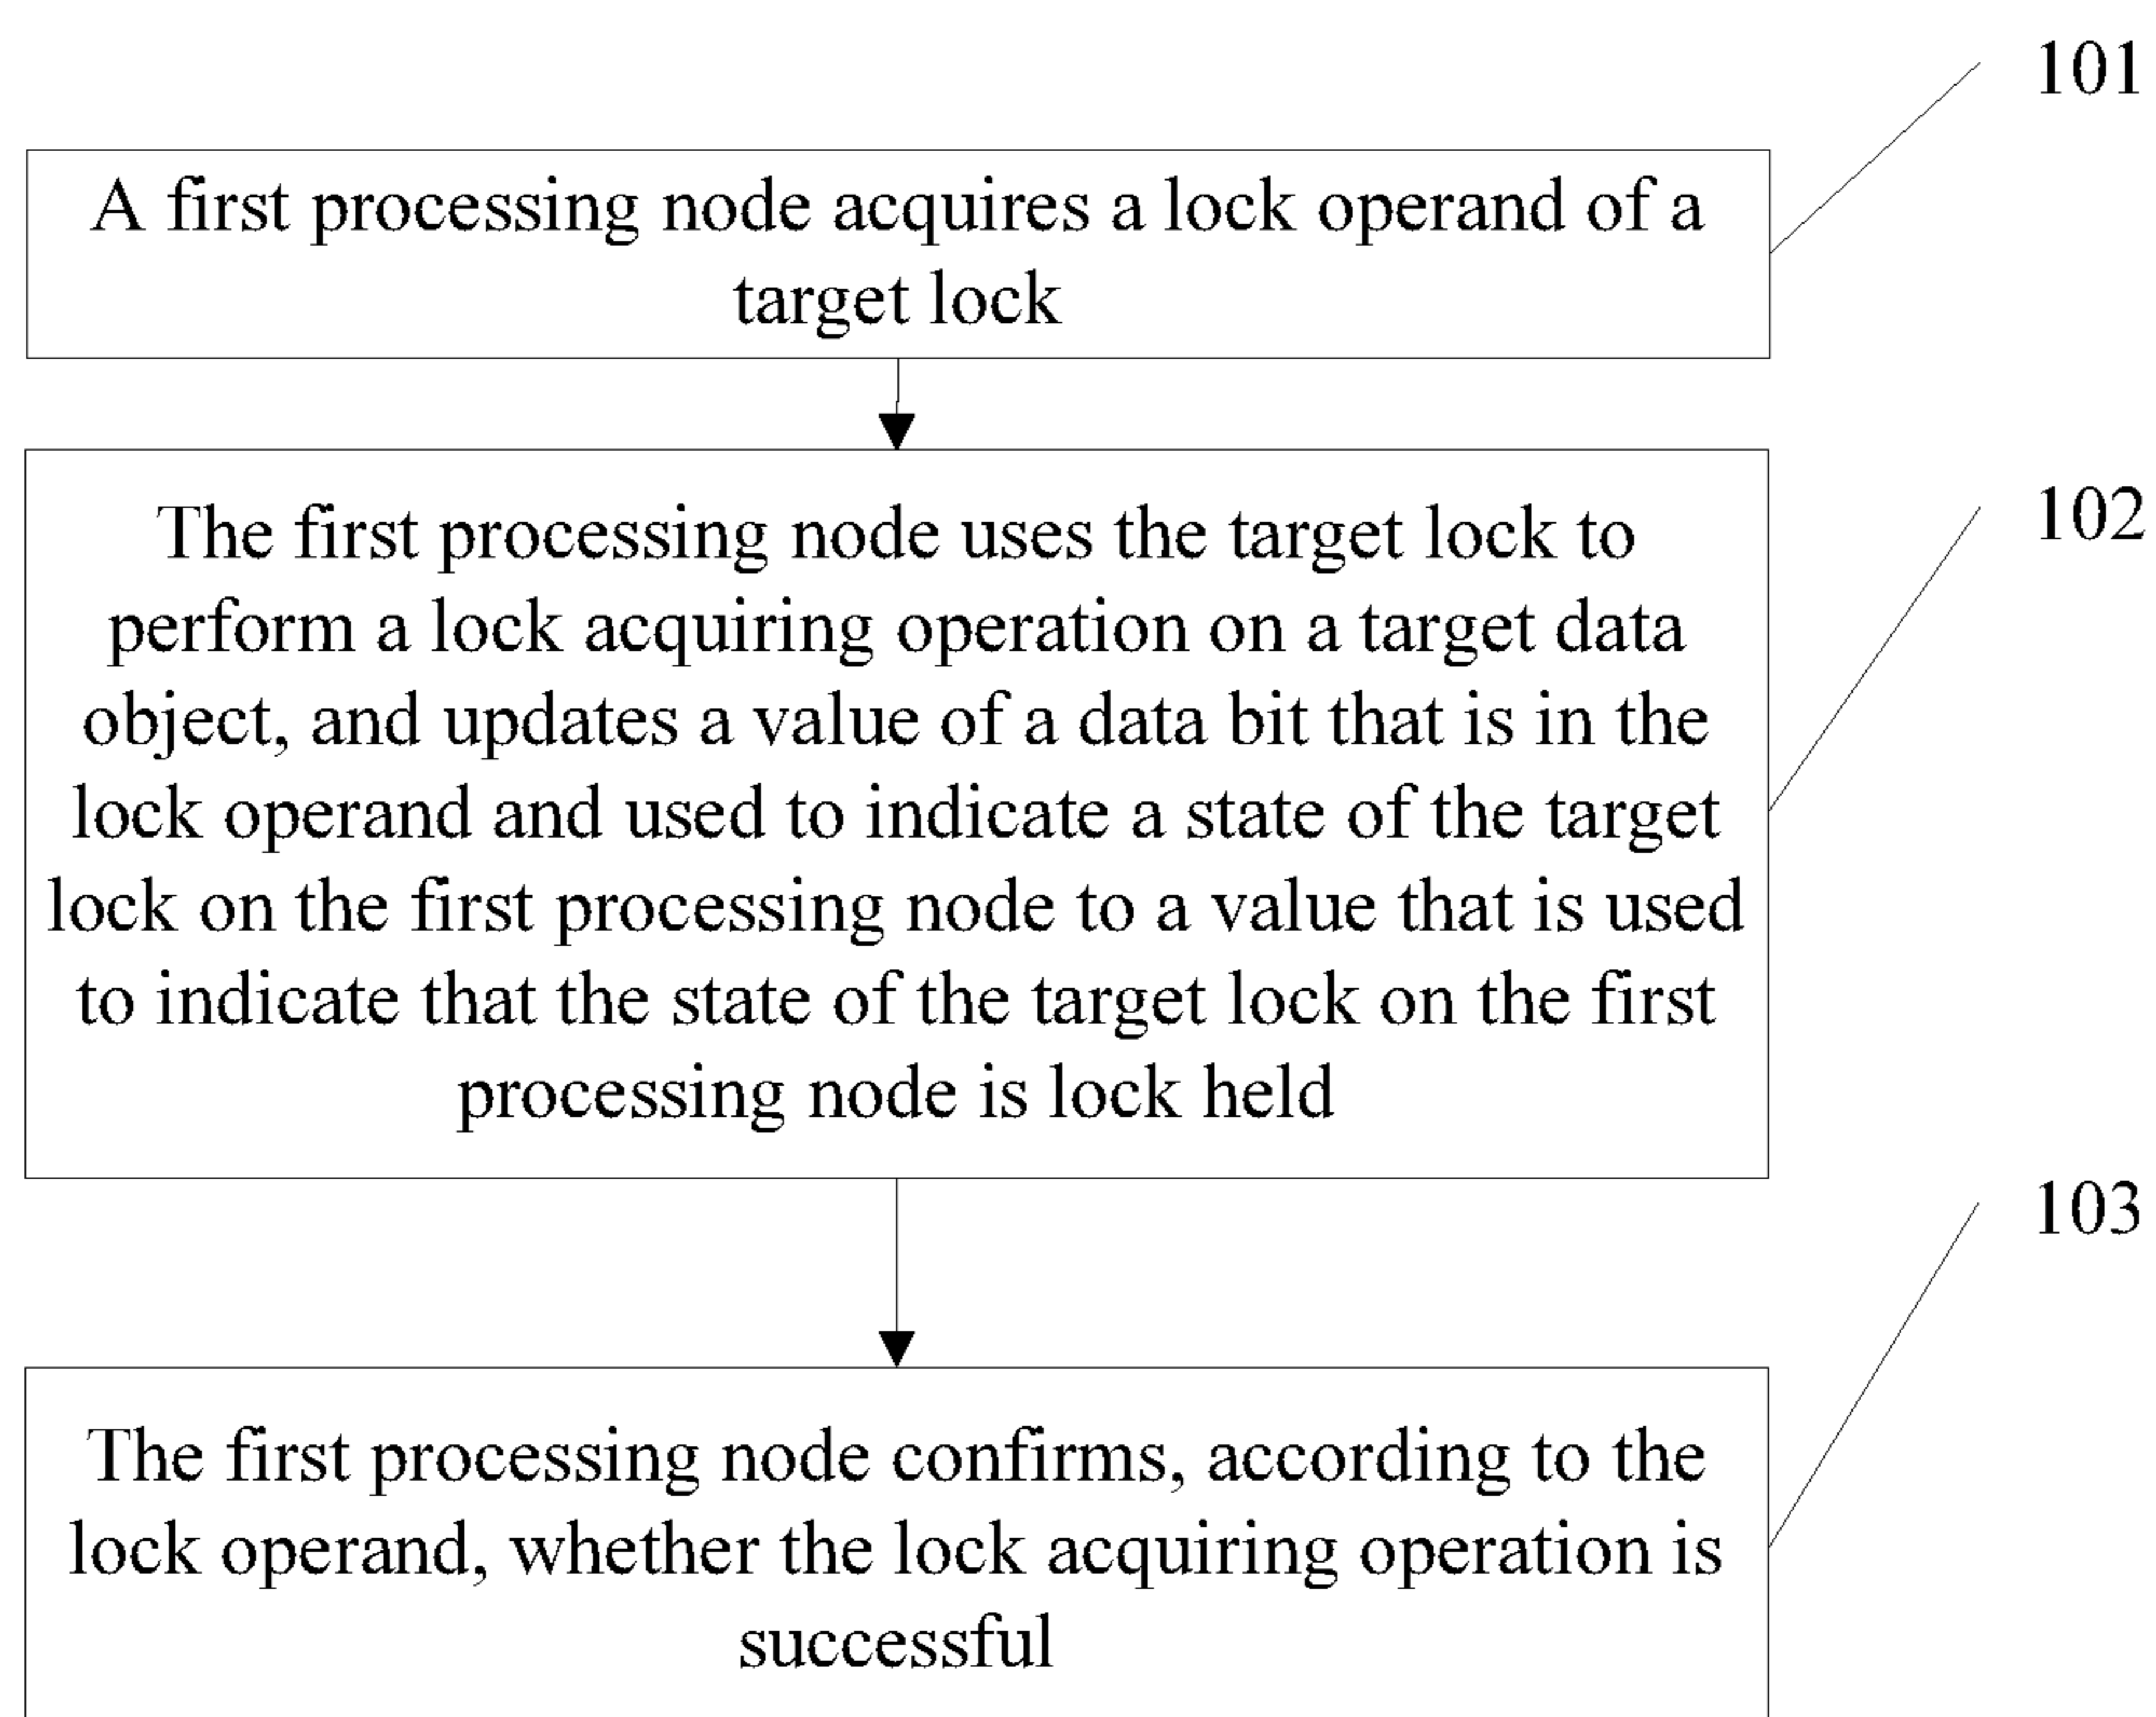 101
A first processing node acquires a lock operand of a
target lock
102
The first processing node uses the target lock to
perform a lock acquiring operation on a target data
object, and updates a value of a data bit that is in the
lock operand and used to indicate a state of the target
lock on the first processing node to a value that is used
to indicate that the state of the target lock on the first
processing node is lock held
103
The first processing node confirms, according to the
lock operand, whether the lock acquiring operation is
successful